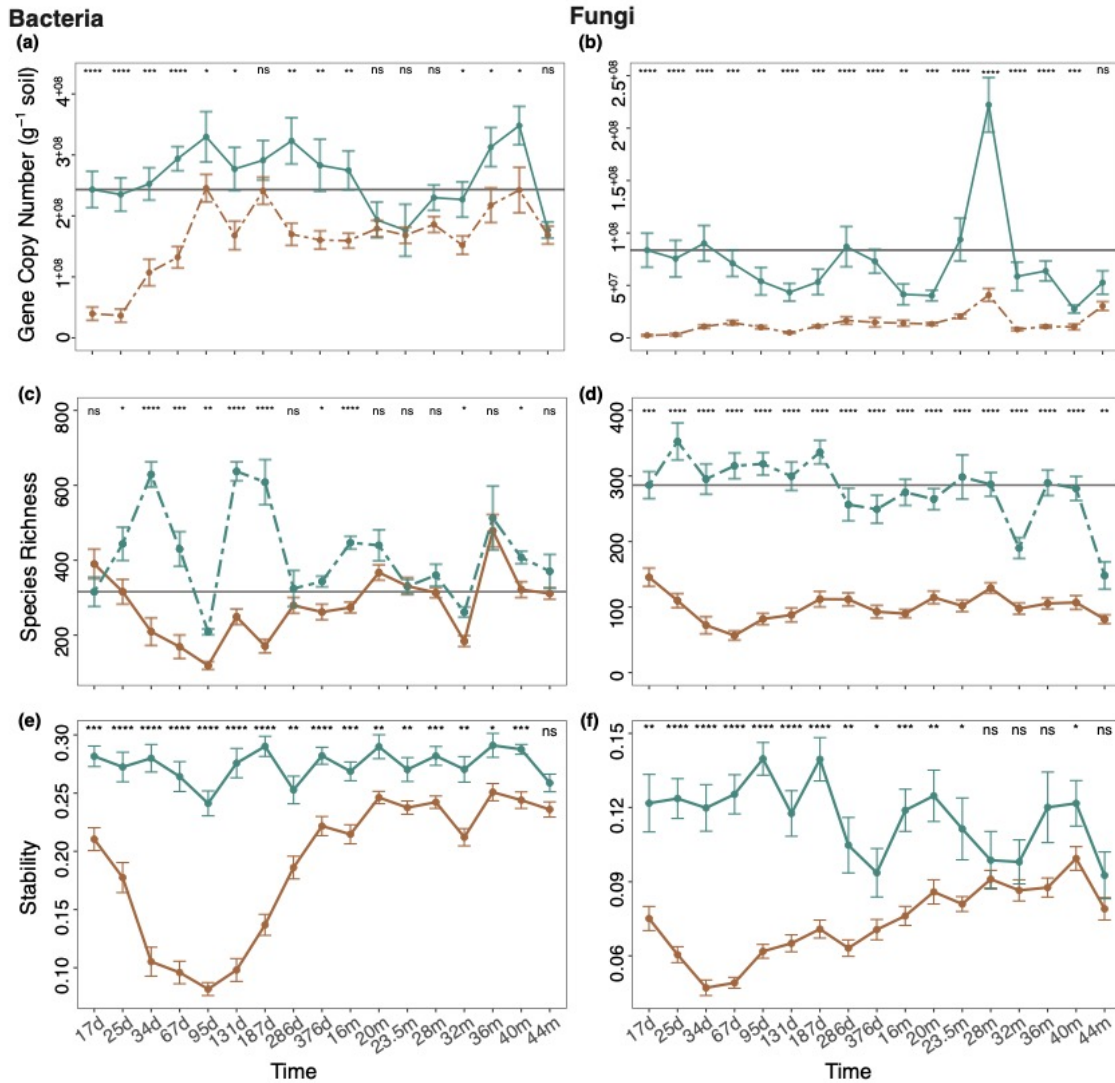 Bacteria
Fungi
(a)
(b)
**** **** *** **** * * ns ** ** ** ns ns ns * * * ns
**** **** **** *** ** **** *** **** **** ** *** **** **** **** **** *** ns
Gene Copy Number (g⁻¹ soil)
4⁺⁰⁸
3⁺⁰⁸
2⁺⁰⁸
1⁺⁰⁸
0
2.5⁺⁰⁸
2⁺⁰⁸
1.5⁺⁰⁸
1⁺⁰⁸
5⁺⁰⁷
0
(c)
(d)
ns * **** *** ** **** **** ns * **** ns ns ns * ns * ns
*** **** **** **** **** **** **** **** **** **** **** **** **** **** **** **** **
Species Richness
800
600
400
200
400
300
200
100
0
(e)
(f)
*** **** **** **** **** **** **** ** **** *** ** ** *** ** * *** ns
** **** **** **** **** **** **** ** * *** ** * ns ns ns * ns
Stability
0.30
0.25
0.20
0.15
0.10
0.15
0.12
0.09
0.06
17d 25d 34d 67d 95d 131d 187d 286d 376d 16m 20m 23.5m 28m 32m 36m 40m 44m
17d 25d 34d 67d 95d 131d 187d 286d 376d 16m 20m 23.5m 28m 32m 36m 40m 44m
Time
Time